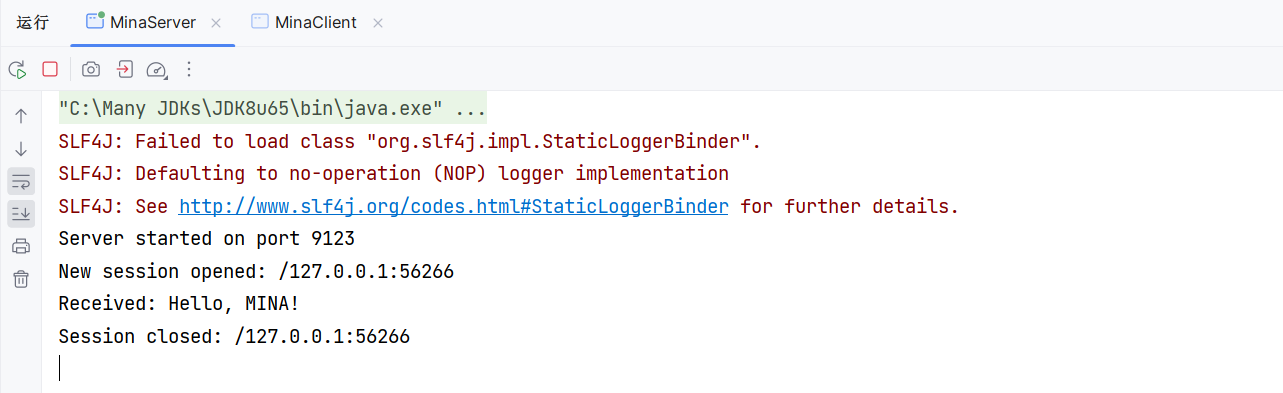 运行 MinaServer MinaClient
"C:\Many JDKs\JDK8u65\bin\java.exe" ...
SLF4J: Failed to load class "org.slf4j.impl.StaticLoggerBinder".
SLF4J: Defaulting to no-operation (NOP) logger implementation
SLF4J: See http://www.slf4j.org/codes.html#StaticLoggerBinder for further details.
Server started on port 9123
New session opened: /127.0.0.1:56266
Received: Hello, MINA!
Session closed: /127.0.0.1:56266